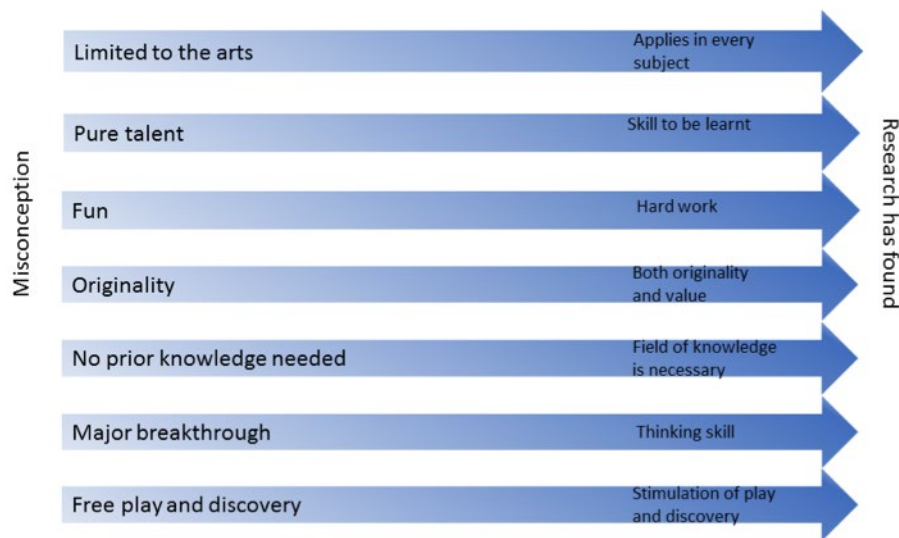 Misconception
Limited to the arts
Applies in every
subject
Pure talent
Skill to be learnt
Fun
Hard work
Originality
Both originality
and value
No prior knowledge needed
Field of knowledge
is necessary
Major breakthrough
Thinking skill
Free play and discovery
Stimulation of play
and discovery
Research has found